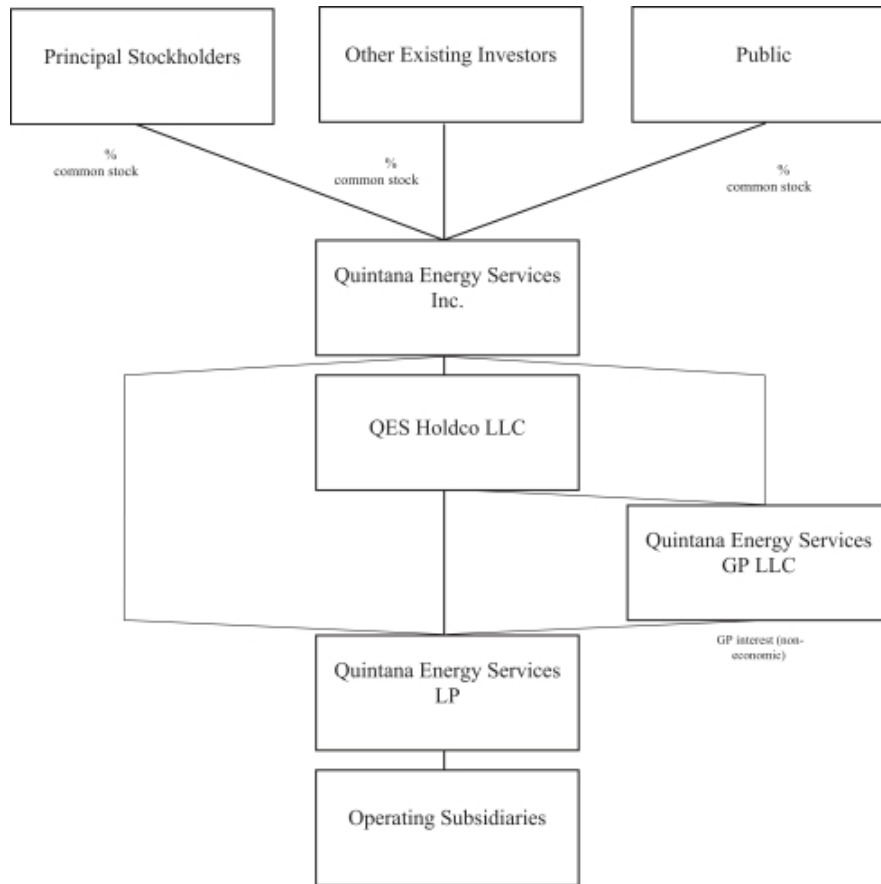 Principal Stockholders
Other Existing Investors
Public
%
common stock
%
common stock
%
common stock
Quintana Energy Services
Inc.
QES Holdco LLC
Quintana Energy Services
GP LLC
GP interest (non-
economic)
Quintana Energy Services
LP
Operating Subsidiaries